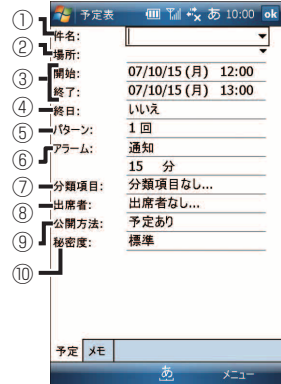 予定表 あ 10:00 ok
① 件名:
② 場所:
③ 開始: 07/10/15 (月) 12:00
終了: 07/10/15 (月) 13:00
④ 終日: いいえ
⑤ パターン: 1 回
⑥ アラーム: 通知
15 分
⑦ 分類項目: 分類項目なし...
⑧ 出席者: 出席者なし...
⑨ 公開方法: 予定あり
⑩ 秘密度: 標準
予定 メモ
あ メニュー